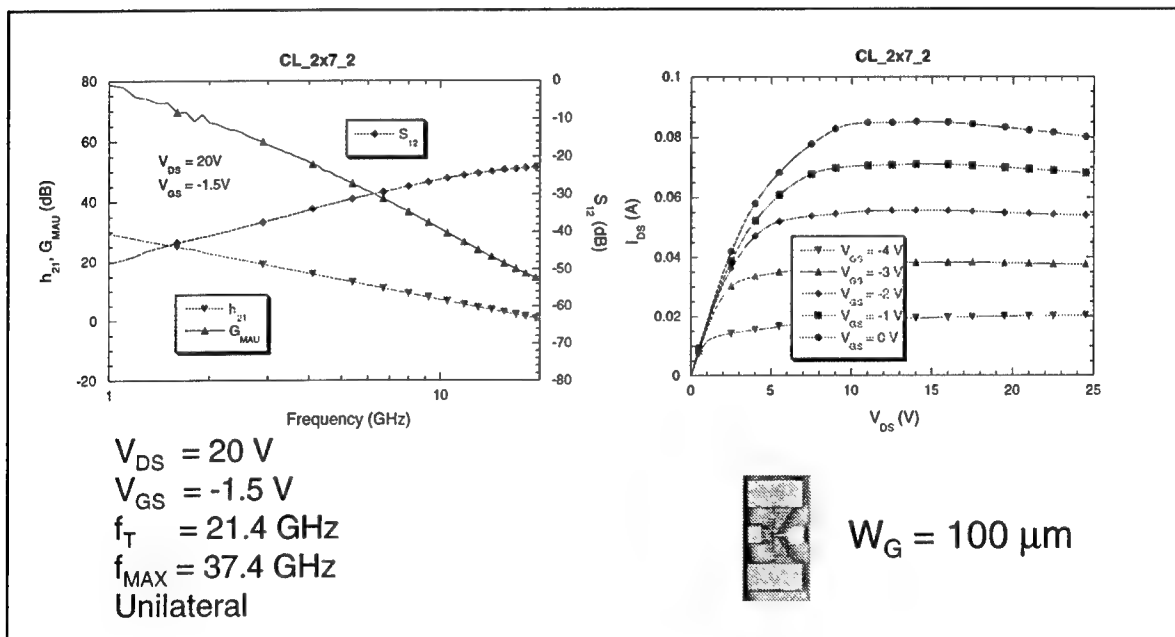 CL_2x7_2
80
60
40
20
0
-20
h21, GMAU (dB)
VDS = 20V
VGS = -1.5V
S12
h21
GMAU
0
-10
-20
-30
-40
-50
-60
-70
-80
S12 (dB)
1
10
Frequency (GHz)
CL_2x7_2
0.1
0.08
0.06
0.04
0.02
0
IDS (A)
VGS = -4 V
VGS = -3 V
VGS = -2 V
VGS = -1 V
VGS = 0 V
0 5 10 15 20 25
VDS (V)
VDS = 20 V
VGS = -1.5 V
fT = 21.4 GHz
fMAX = 37.4 GHz
Unilateral
WG = 100 μm